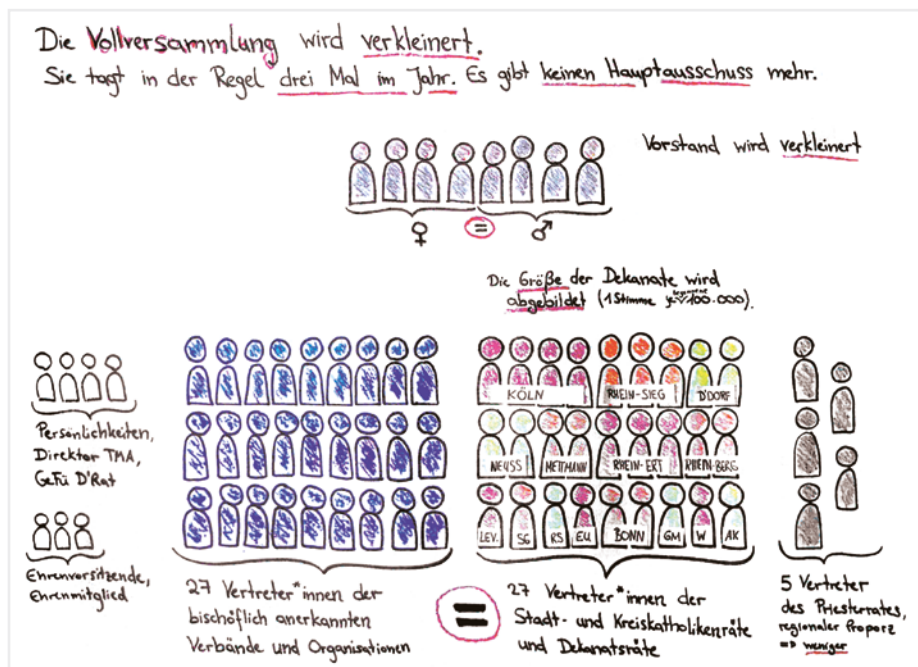 Die Vollversammlung wird verkleinert.
Sie tagt in der Regel drei Mal im Jahr. Es gibt keinen Hauptausschuss mehr.
Vorstand wird verkleinert
♀ = ♂
Die Größe der Dekanate wird
abgebildet (1 Stimme je 100.000).
KÖLN RHEIN-SIEG D'DORF
NEUSS METTMANN RHEIN-ERFT RHEIN-BERG
LEV. SG RS EU BONN GM W AK
Persönlichkeiten,
Direktor TMA,
GeFü D'Rat
Ehrenvorsitzende,
Ehrenmitglied
27 Vertreter*innen der
bischöflich anerkannten
Verbände und Organisationen
=
27 Vertreter*innen der
Stadt- und Kreiskatholikenräte
und Dekanatsräte
5 Vertreter
des Priesterrates,
regionaler Proporz
=> weniger